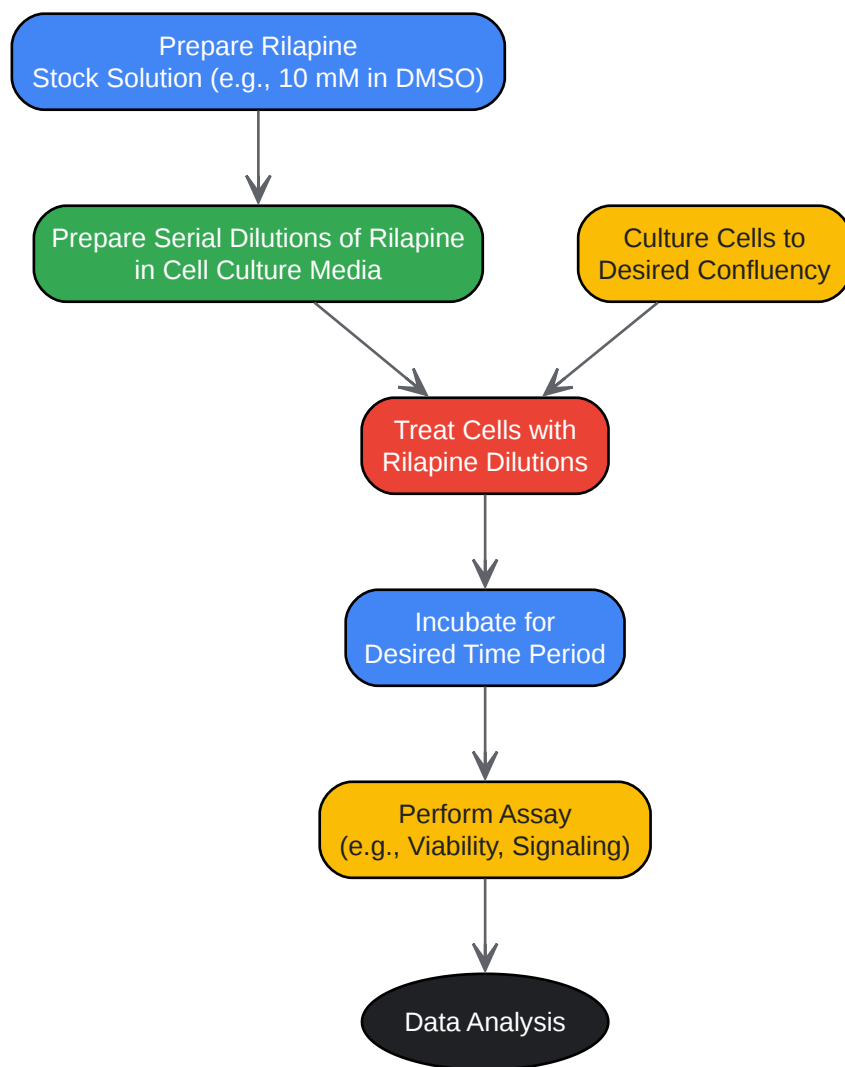 Prepare Rilapine
Stock Solution (e.g., 10 mM in DMSO)
Prepare Serial Dilutions of Rilapine
in Cell Culture Media
Culture Cells to
Desired Confluency
Treat Cells with
Rilapine Dilutions
Incubate for
Desired Time Period
Perform Assay
(e.g., Viability, Signaling)
Data Analysis